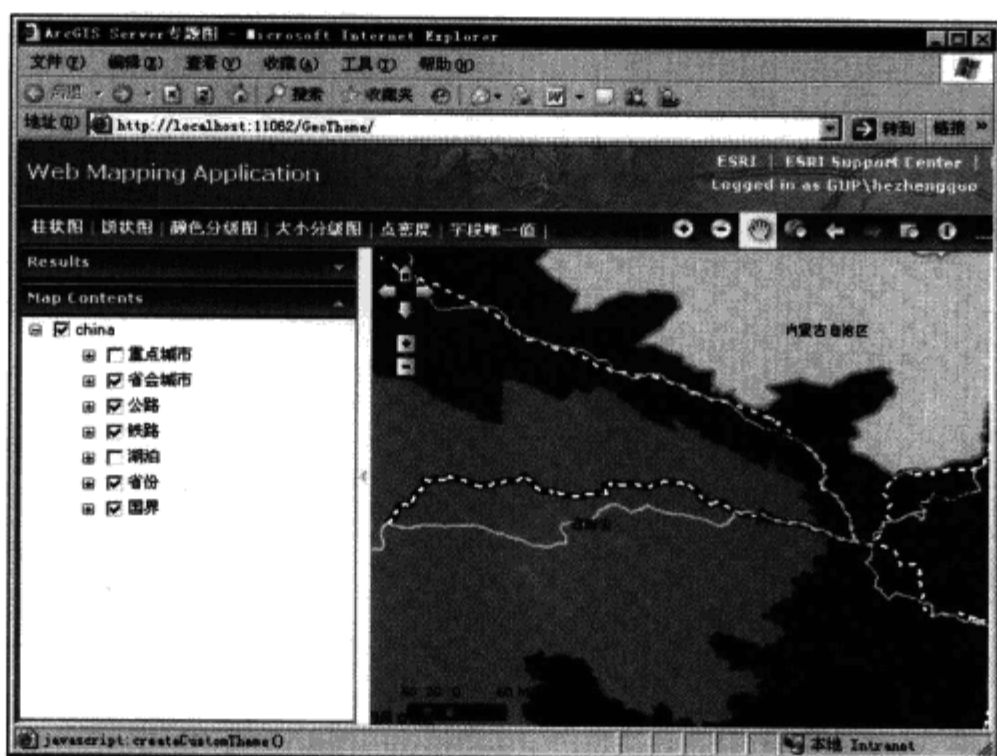 ArcGIS Server专题图 - Microsoft Internet Explorer
文件(F) 编辑(E) 查看(V) 收藏(A) 工具(T) 帮助(H)
后退 搜索 收藏夹
地址(D) http://localhost:11062/GeoTheme/ 转到 链接 »
ESRI | ESRI Support Center |
Web Mapping Application
Logged in as GUP\hezhengguo
柱状图 | 饼状图 | 颜色分级图 | 大小分级图 | 点密度 | 字段唯一值 |
Results
Map Contents
china
重点城市
省会城市
公路
铁路
湖泊
省份
国界
内蒙古自治区
javascript:createCustomTheme()
本地 Intranet